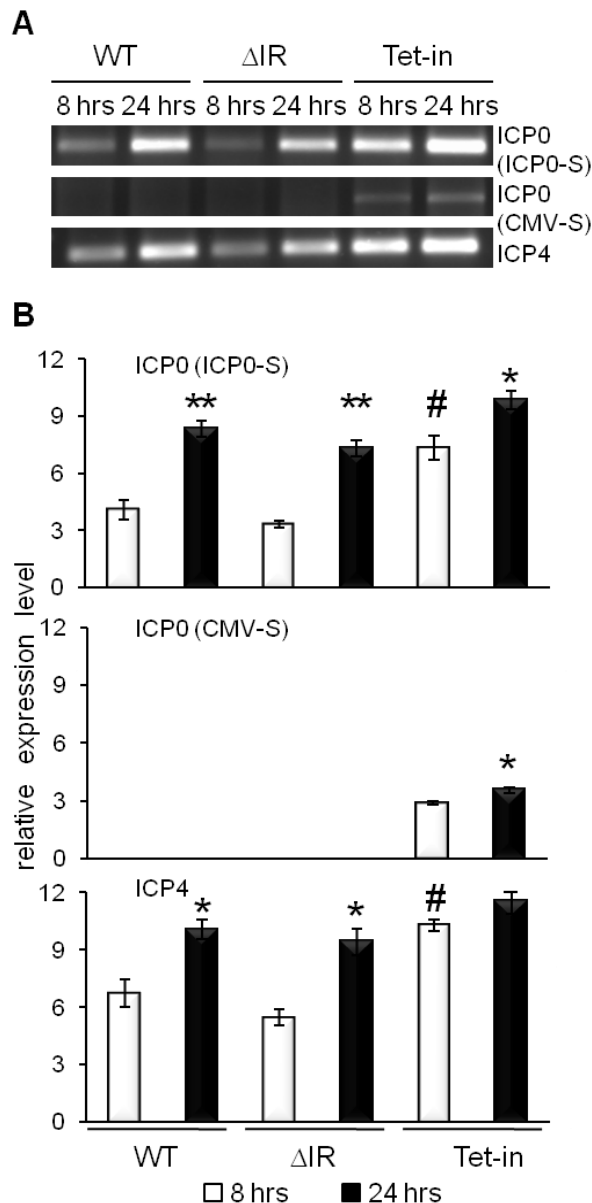 A
WT ΔIR Tet-in
8 hrs 24 hrs 8 hrs 24 hrs 8 hrs 24 hrs
ICP0
(ICP0-S)
ICP0
(CMV-S)
ICP4
B
relative expression level
ICP0 (ICP0-S)
12
9
6
3
0
** ** # *
ICP0 (CMV-S)
12
9
6
3
0
*
ICP4
12
9
6
3
0
* * #
WT ΔIR Tet-in
8 hrs 24 hrs